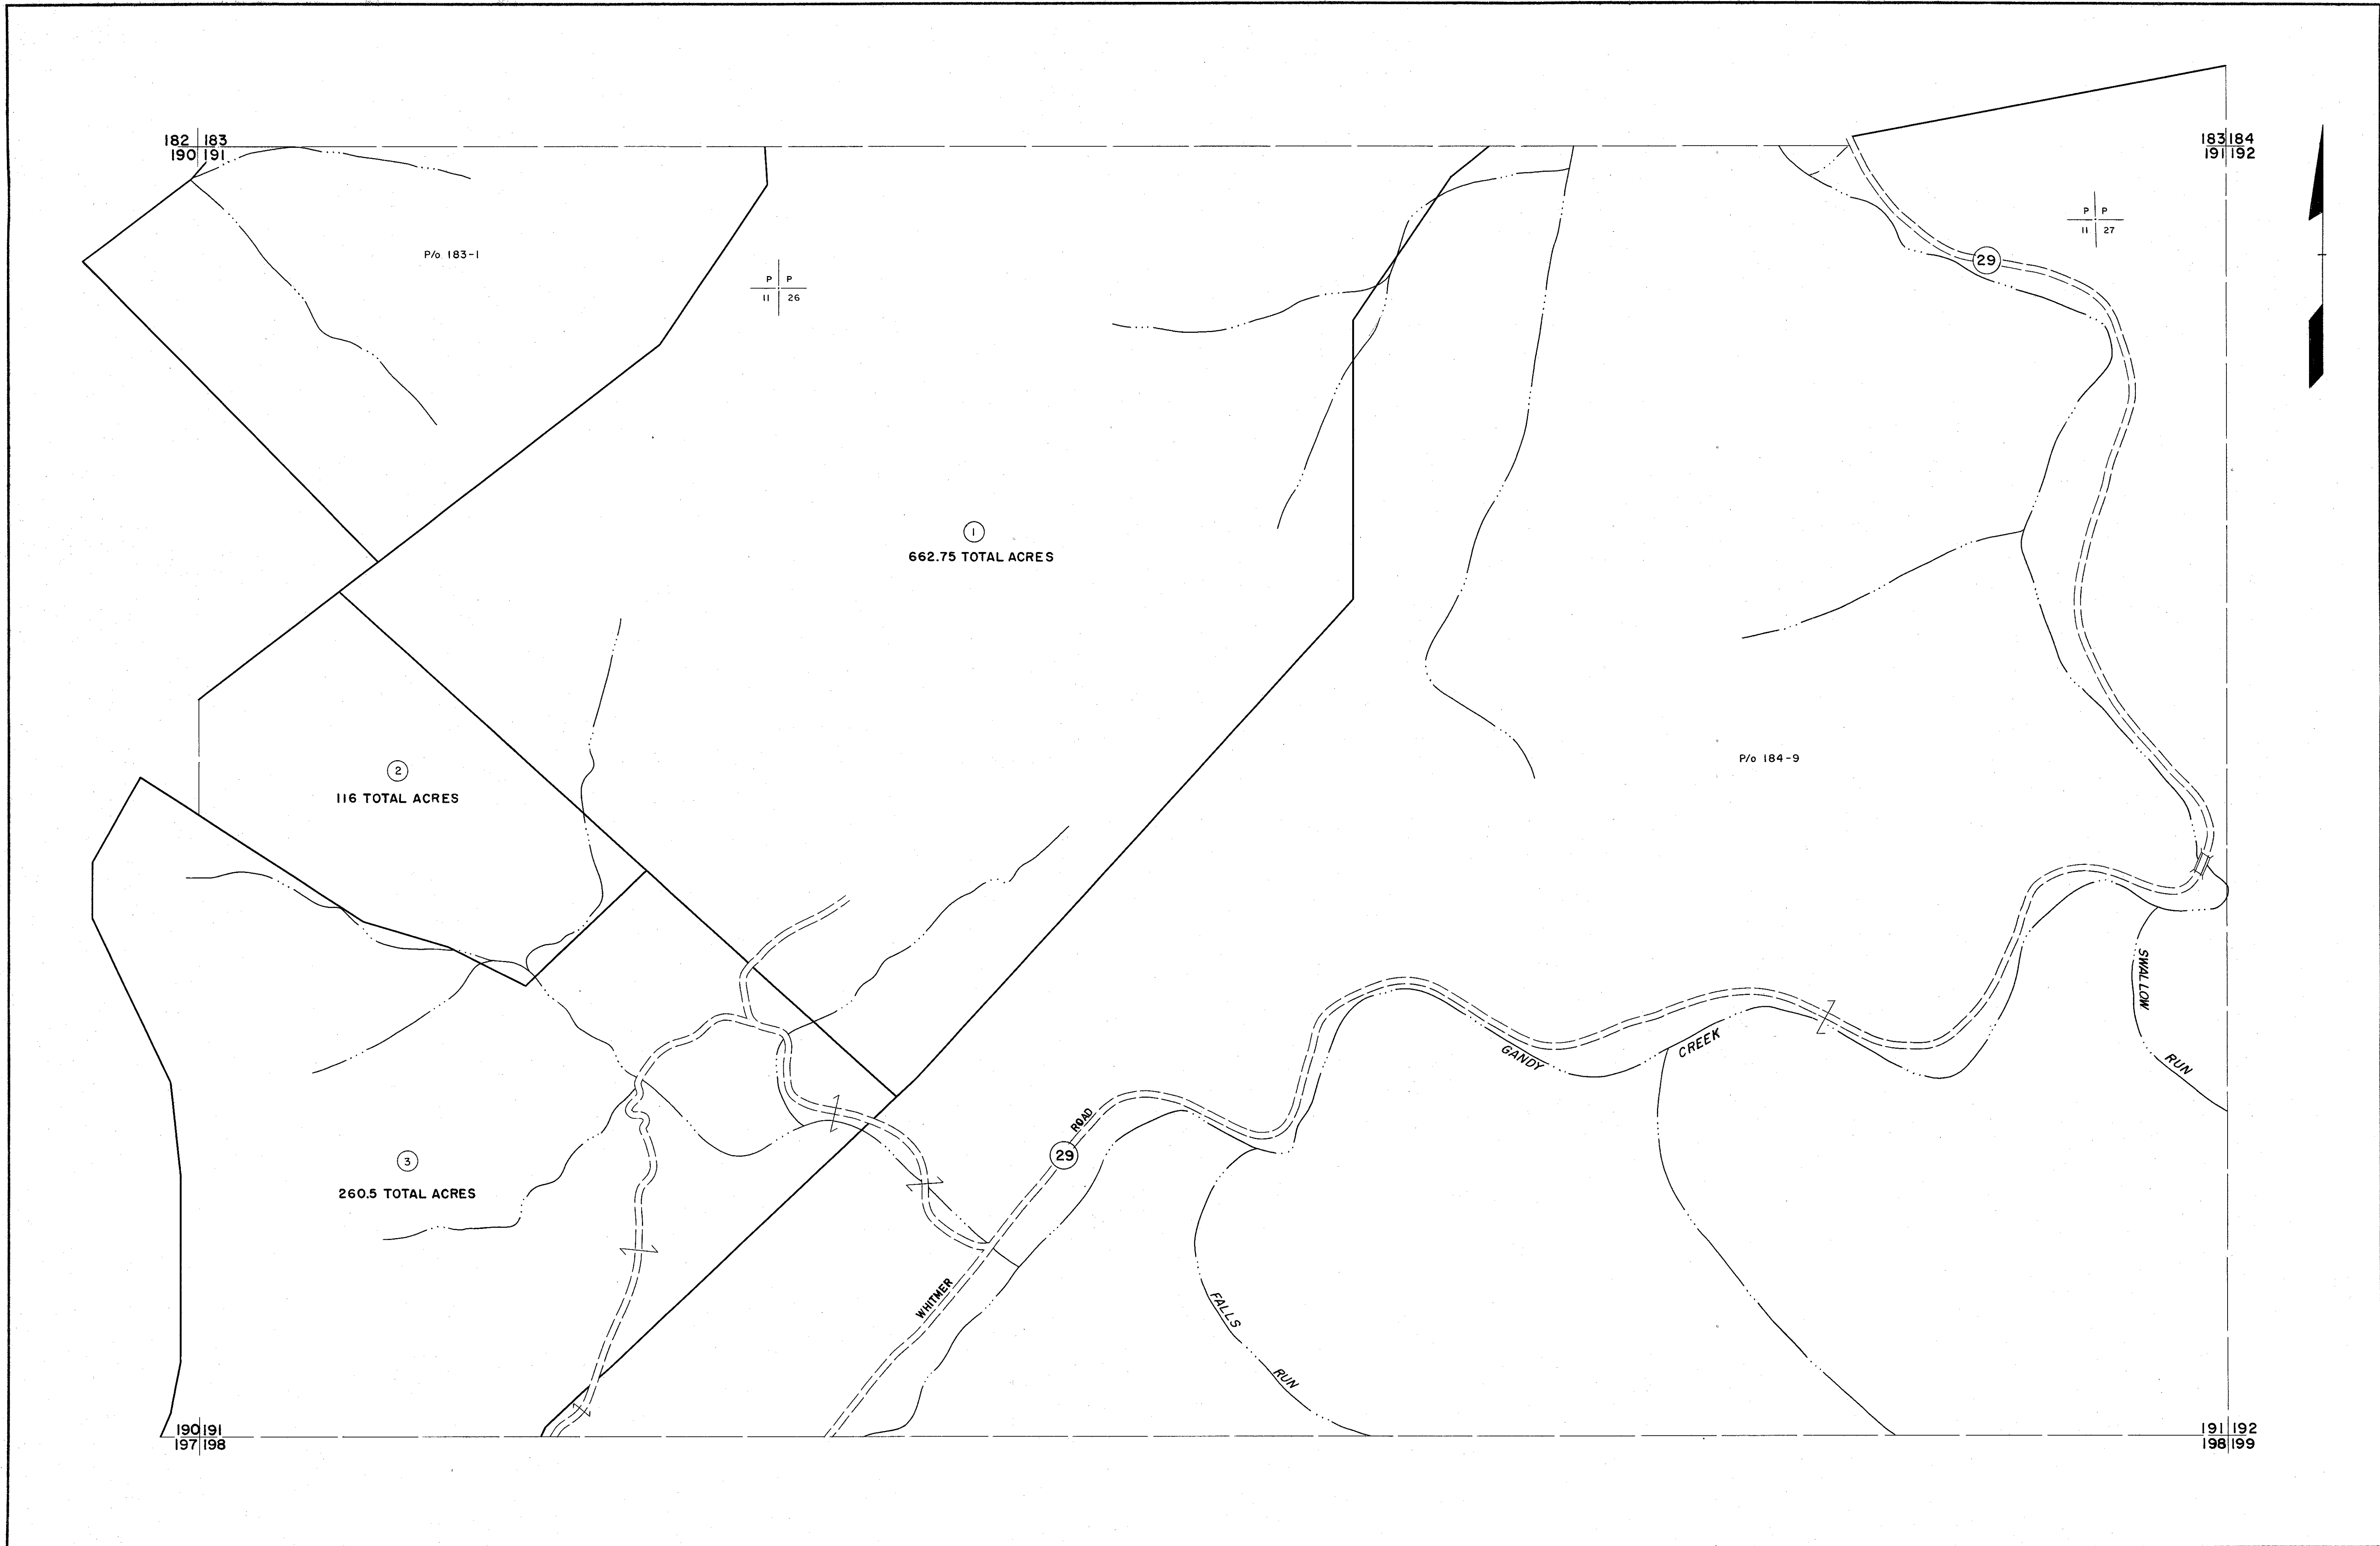 182 183
190 191
183 184
191 192
P/o 183-1
P P
11 26
P P
11 27
29
1
662.75 TOTAL ACRES
P/o 184-9
2
116 TOTAL ACRES
SWALLOW
RUN
GANDY
CREEK
ROAD
29
WHITMER
3
260.5 TOTAL ACRES
FALLS
RUN
190 191
197 198
191 192
198 199